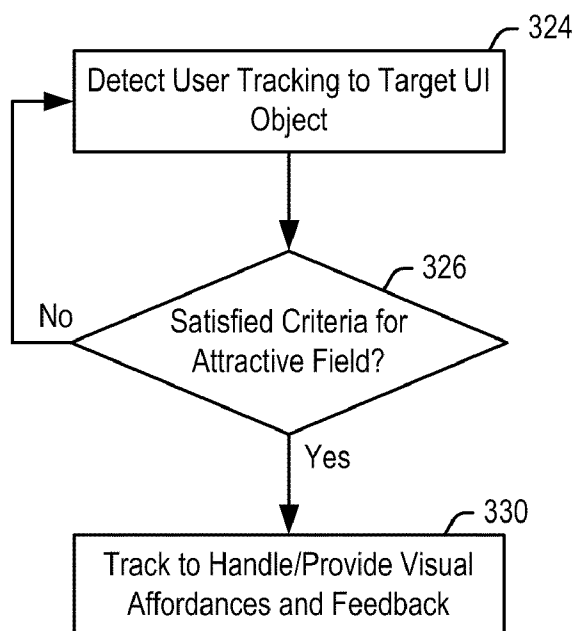 324
Detect User Tracking to Target UI
Object
326
No
Satisfied Criteria for
Attractive Field?
Yes
330
Track to Handle/Provide Visual
Affordances and Feedback